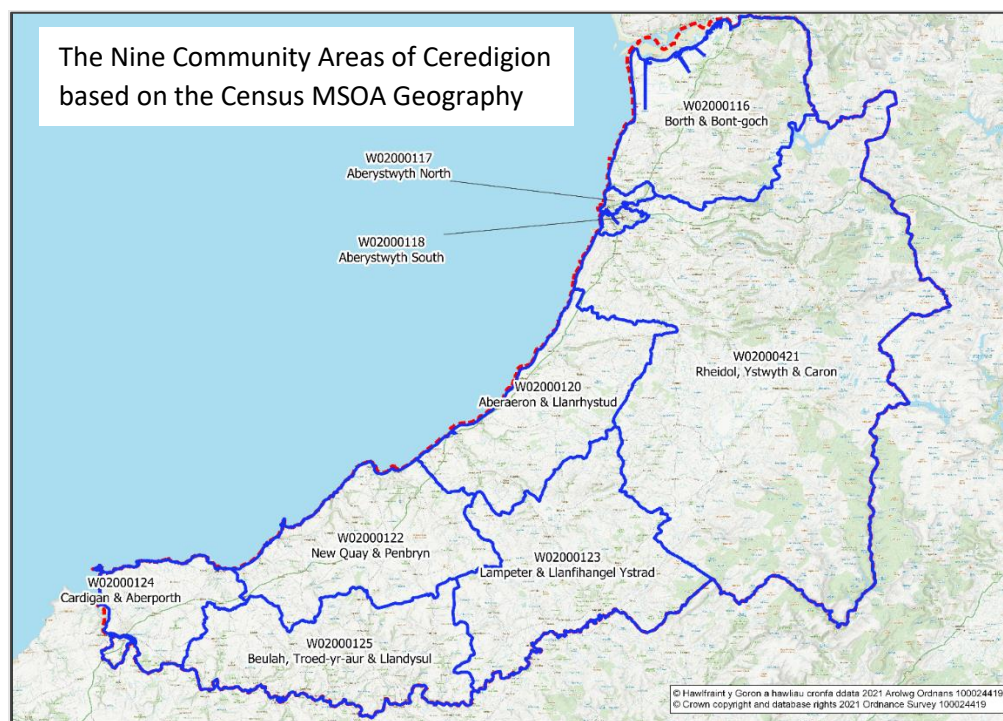 The Nine Community Areas of Ceredigion
based on the Census MSOA Geography
W02000116
Borth & Bont-goch
W02000117
Aberystwyth North
W02000118
Aberystwyth South
W02000421
Rheidol, Ystwyth & Caron
W02000120
Aberaeron & Llanrhystud
W02000122
New Quay & Penbryn
W02000123
Lampeter & Llanfihangel Ystrad
W02000124
Cardigan & Aberporth
W02000125
Beulah, Troed-yr-aur & Llandysul
© Hawlfraint y Goron a hawliau cronfa ddata 2021 Arolwg Ordnans 100024419
© Crown copyright and database rights 2021 Ordnance Survey 100024419